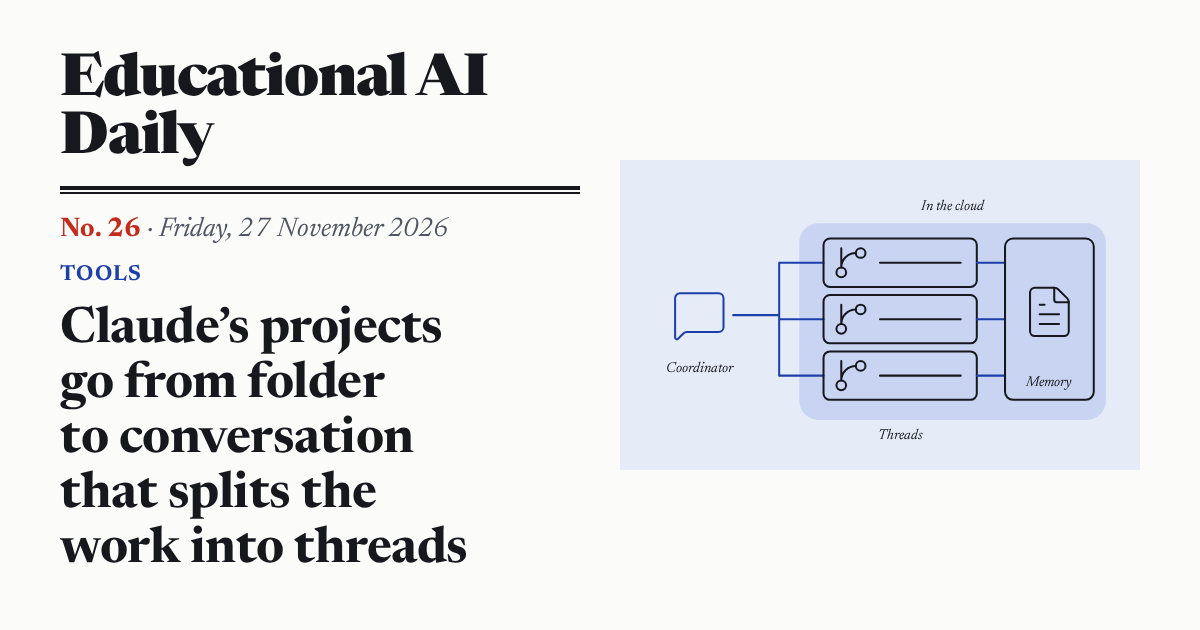 Educational AI
Daily
No. 26 · Friday, 27 November 2026
TOOLS
Claude’s projects
go from folder
to conversation
that splits the
work into threads
In the cloud
Coordinator
Memory
Threads